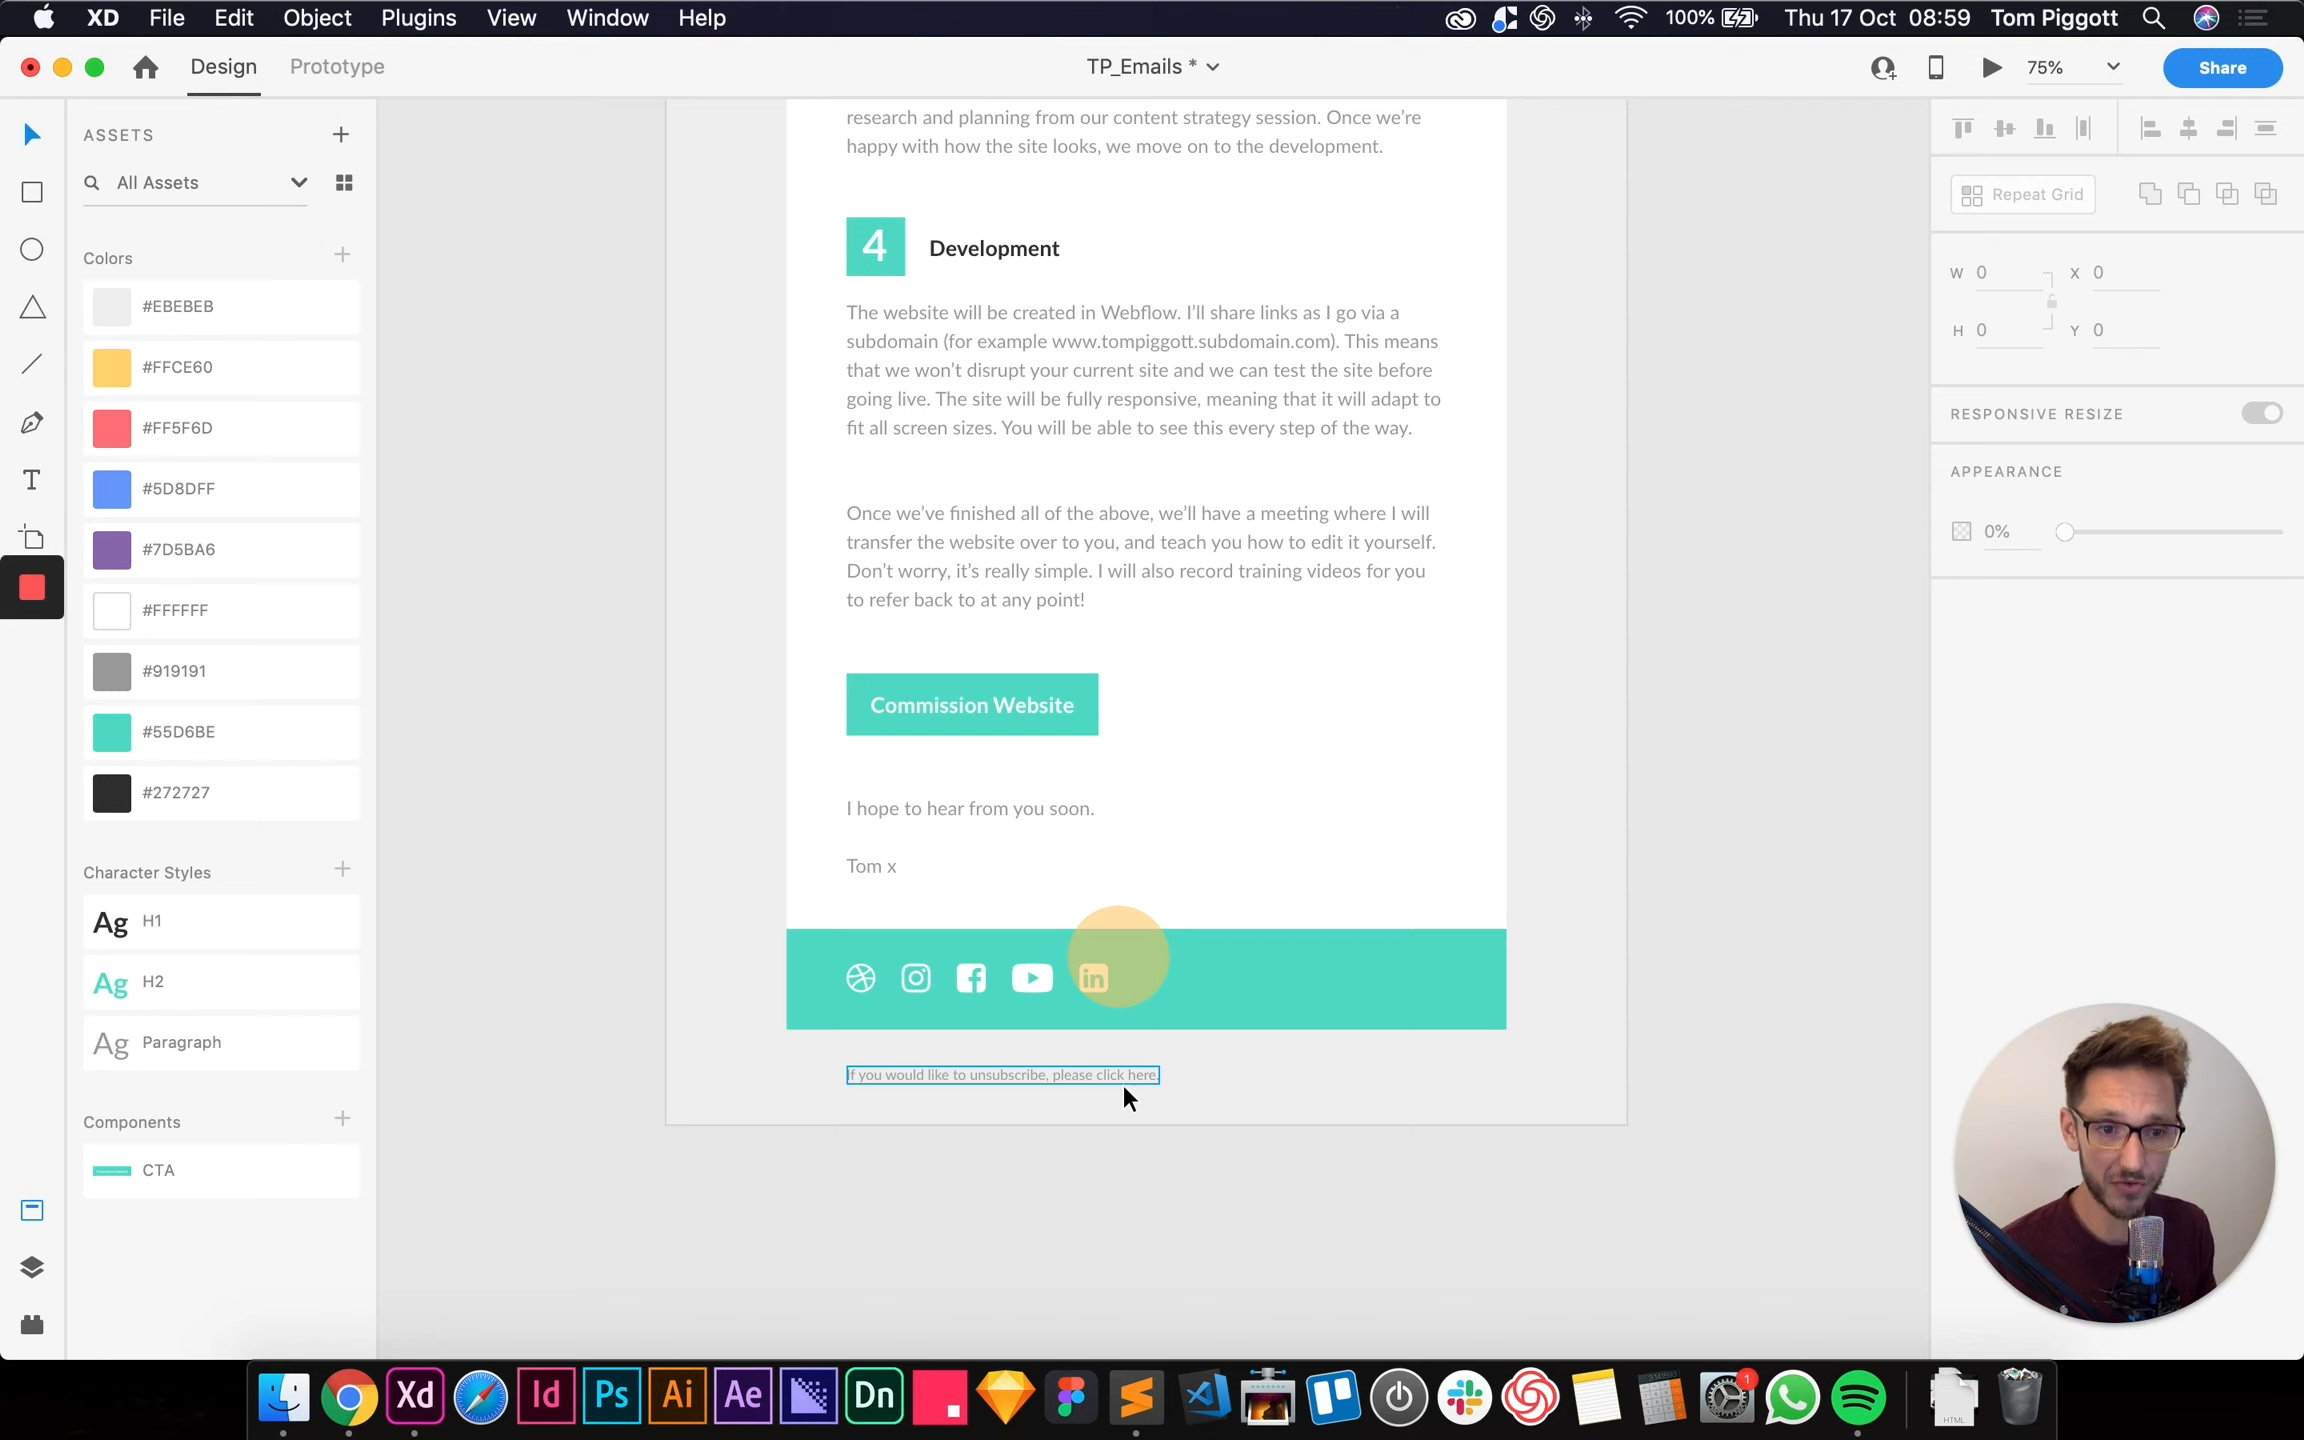 XD File Edit Object Plugins View Window Help
100% Thu 17 Oct 08:59 Tom Piggott
Design Prototype
TP_Emails *
75%
Share
ASSETS
All Assets
Colors
#EBEBEB
#FFCE60
#FF5F6D
#5D8DFF
#7D5BA6
#FFFFFF
#919191
#55D6BE
#272727
Character Styles
Ag H1
Ag H2
Ag Paragraph
Components
CTA
research and planning from our content strategy session. Once we're
happy with how the site looks, we move on to the development.
4 Development
The website will be created in Webflow. I'll share links as I go via a
subdomain (for example www.tompiggott.subdomain.com). This means
that we won't disrupt your current site and we can test the site before
going live. The site will be fully responsive, meaning that it will adapt to
fit all screen sizes. You will be able to see this every step of the way.
Once we've finished all of the above, we'll have a meeting where I will
transfer the website over to you, and teach you how to edit it yourself.
Don't worry, it's really simple. I will also record training videos for you
to refer back to at any point!
Commission Website
I hope to hear from you soon.
Tom x
in
If you would like to unsubscribe, please click here.
Repeat Grid
W 0 X 0
H 0 Y 0
RESPONSIVE RESIZE
APPEARANCE
0%
Xd Id Ps Ai Ae Dn
1
HTML